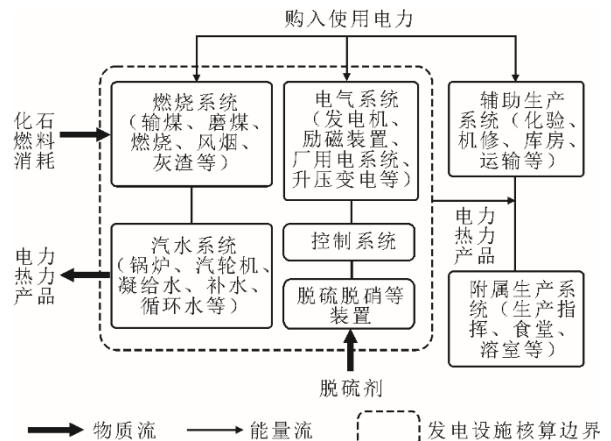 购入使用电力
化石
燃料
消耗
燃烧系统
（输煤、磨煤、
燃烧、风烟、
灰渣等）
电气系统
（发电机、
励磁装置、
厂用电系统、
升压变电等）
辅助生产
系统（化验、
机修、库房、
运输等）
电力
热力
产品
汽水系统
（锅炉、汽轮机、
凝给水、补水、
循环水等）
控制系统
脱硫脱硝等
装置
电力
热力
产品
附属生产系
统（生产指
挥、食堂、
溶室等）
脱硫剂
物质流
能量流
发电设施核算边界